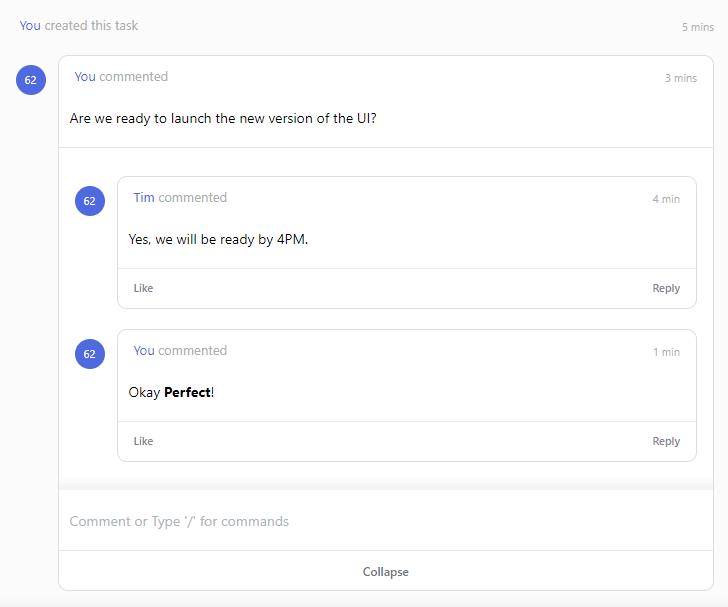 You created this task 5 mins
62 You commented 3 mins
Are we ready to launch the new version of the UI?
62 Tim commented 4 min
Yes, we will be ready by 4PM.
Like Reply
62 You commented 1 min
Okay Perfect!
Like Reply
Comment or Type '/' for commands
Collapse